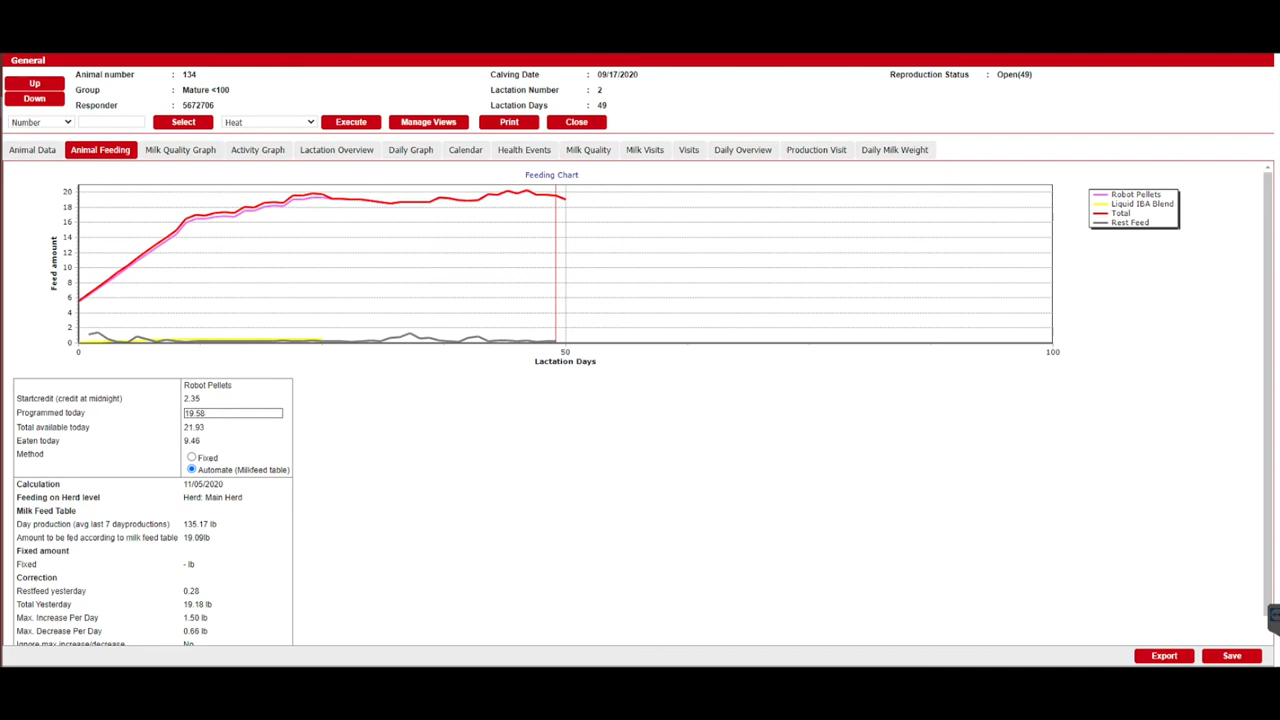 General
Up
Down
Animal number : 134
Group : Mature <100
Responder : 5672706
Calving Date : 09/17/2020
Lactation Number : 2
Lactation Days : 49
Reproduction Status : Open(49)
Number Select Heat Execute Manage Views Print Close
Animal Data Animal Feeding Milk Quality Graph Activity Graph Lactation Overview Daily Graph Calendar Health Events Milk Quality Milk Visits Visits Daily Overview Production Visit Daily Milk Weight
Feeding Chart
Feed amount
20
18
16
14
12
10
8
6
4
2
0
0 50 100
Lactation Days
Robot Pellets
Liquid IBA Blend
Total
Rest Feed
Robot Pellets
Startcredit (credit at midnight) 2.35
Programmed today 19.58
Total available today 21.93
Eaten today 9.46
Method Fixed
Automate (Milkfeed table)
Calculation 11/05/2020
Feeding on Herd level Herd: Main Herd
Milk Feed Table
Day production (avg last 7 dayproductions) 135.17 lb
Amount to be fed according to milk feed table 19.09lb
Fixed amount
Fixed - lb
Correction
Restfeed yesterday 0.28
Total Yesterday 19.18 lb
Max. Increase Per Day 1.50 lb
Max. Decrease Per Day 0.66 lb
Ignore max increase/decrease No
Export Save